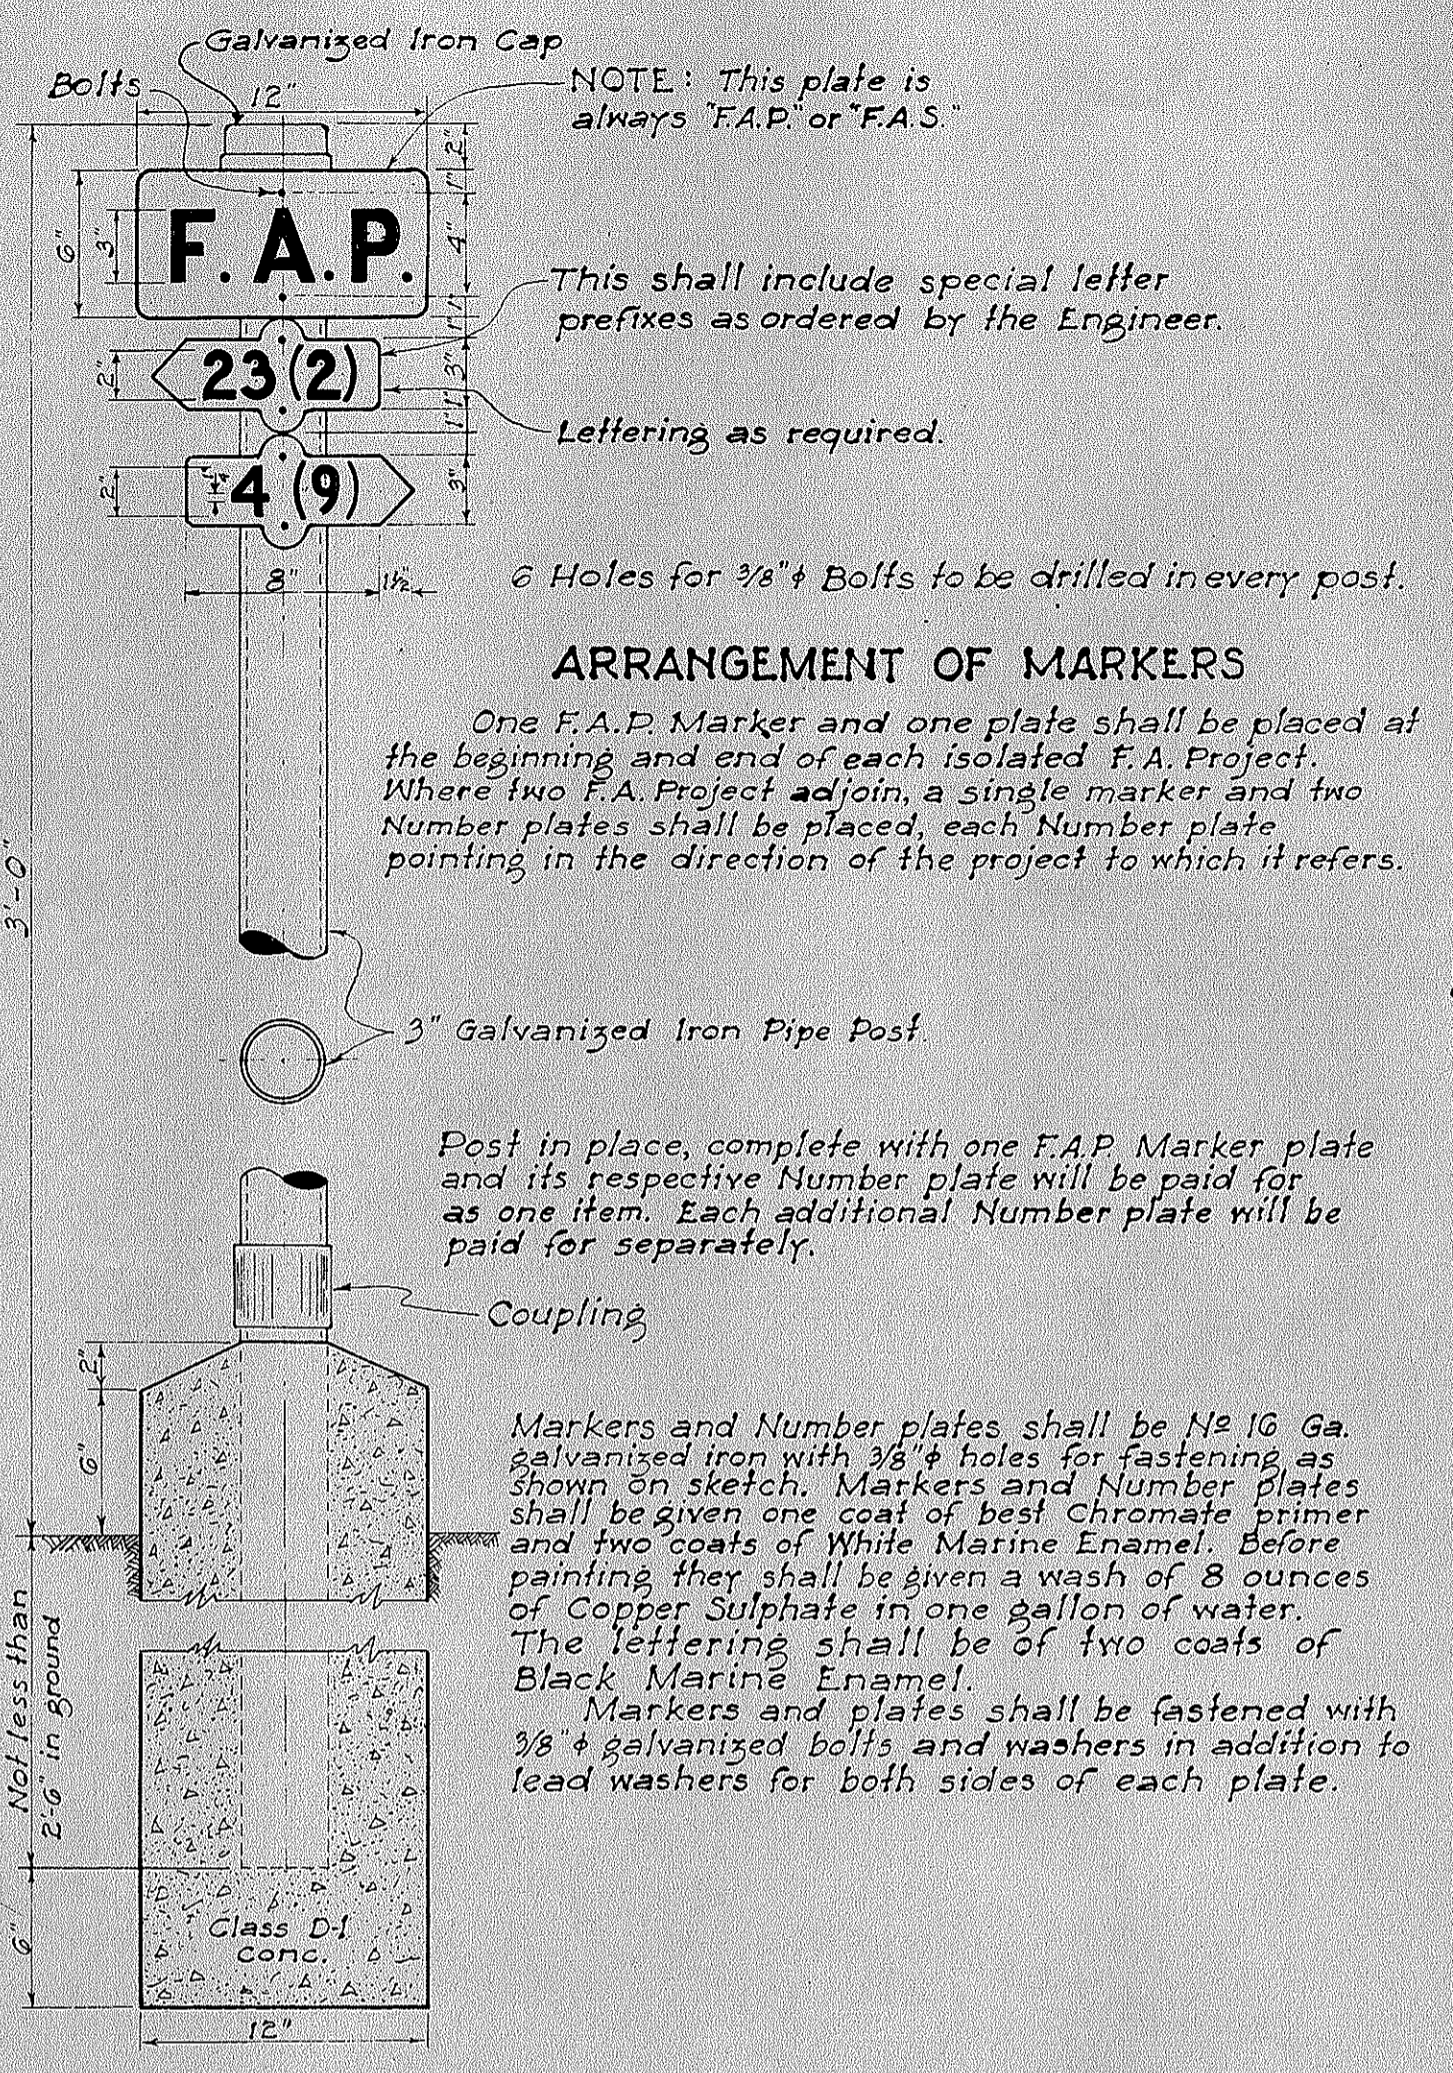 Galvanized Iron Cap
Bolts
12"
NOTE: This plate is
always "F.A.P." or "F.A.S."
2"
1"
6"
3"
F. A. P.
4"
1"
This shall include special letter
prefixes as ordered by the Engineer.
1"
2"
23(2)
3"
1"
1"
Lettering as required.
2"
4 (9)
3"
8"
1½"
6 Holes for 3/8"ϕ Bolts to be drilled in every post.
ARRANGEMENT OF MARKERS
One F.A.P. Marker and one plate shall be placed at
the beginning and end of each isolated F.A. Project.
Where two F.A. Project adjoin, a single marker and two
Number plates shall be placed, each Number plate
pointing in the direction of the project to which it refers.
3'-0"
3" Galvanized Iron Pipe Post.
Post in place, complete with one F.A.P. Marker plate
and its respective Number plate will be paid for
as one item. Each additional Number plate will be
paid for separately.
Coupling
2"
6"
Markers and Number plates shall be Nº 16 Ga.
galvanized iron with 3/8"ϕ holes for fastening as
shown on sketch. Markers and Number plates
shall be given one coat of best Chromate primer
and two coats of White Marine Enamel. Before
painting they shall be given a wash of 8 ounces
of Copper Sulphate in one gallon of water.
The lettering shall be of two coats of
Black Marine Enamel.
Markers and plates shall be fastened with
3/8"ϕ galvanized bolts and washers in addition to
lead washers for both sides of each plate.
Not less than
2'-6" in ground
6"
Class D-1
conc.
12"